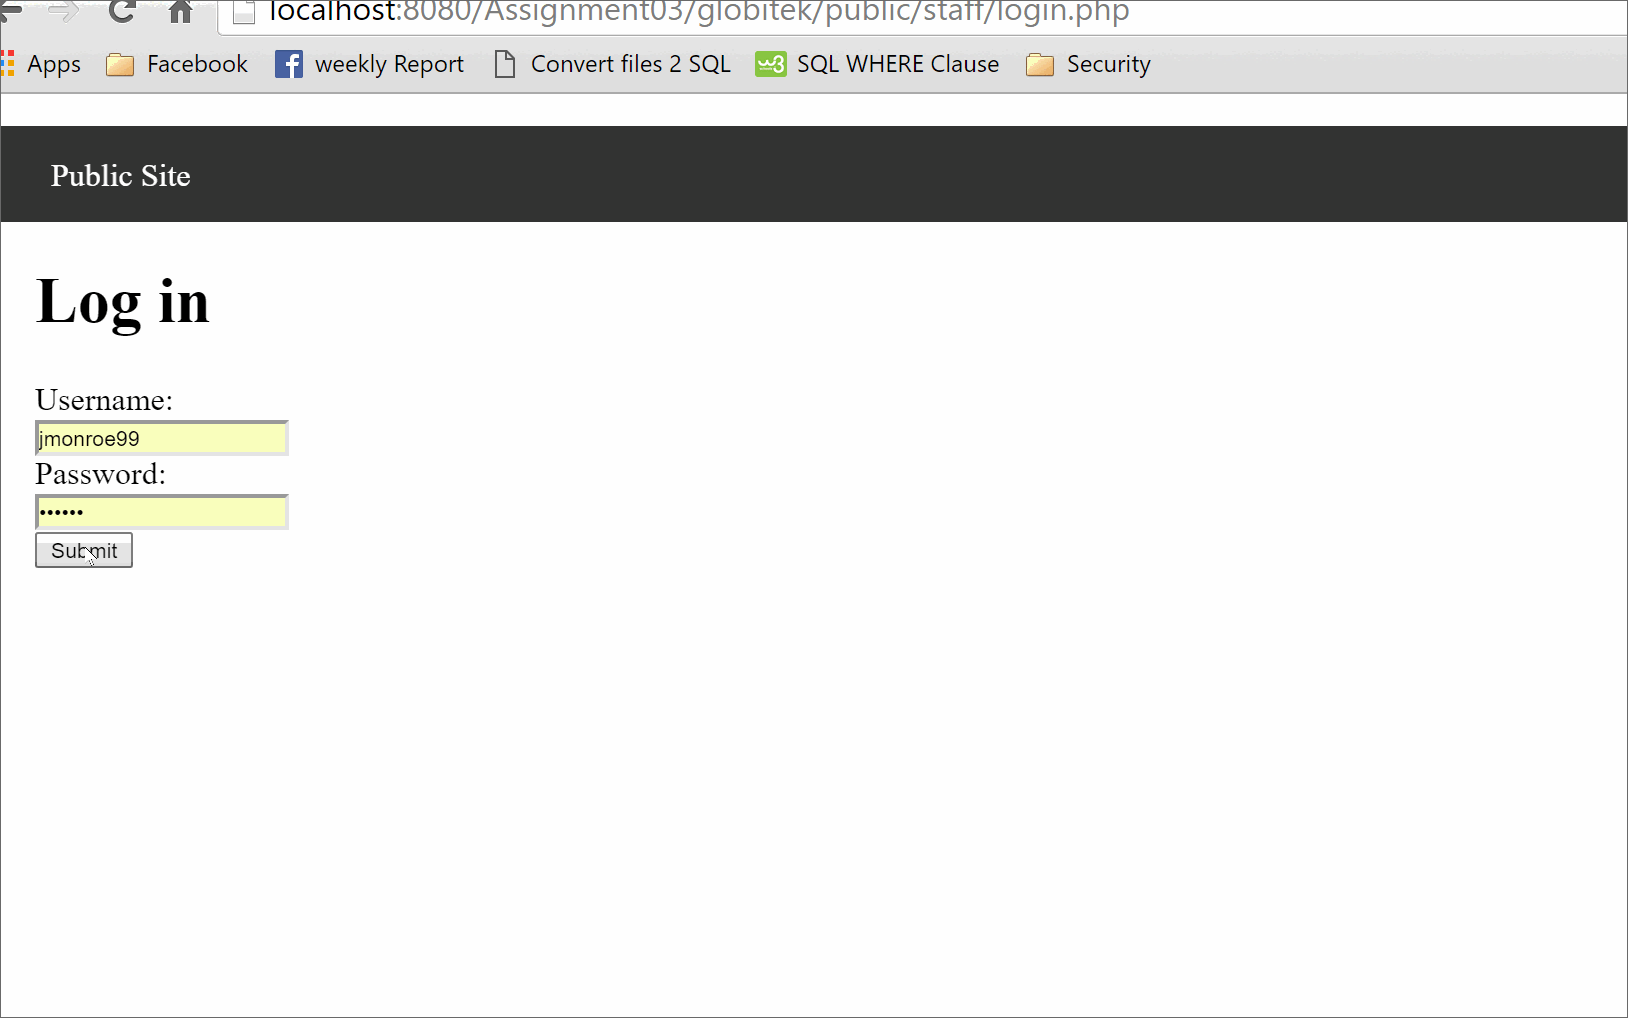 localhost:8080/Assignment03/globitek/public/staff/login.php
Apps Facebook weekly Report Convert files 2 SQL w3 SQL WHERE Clause Security
Public Site
Log in
Username:
jmonroe99
Password:
••••••
Submit